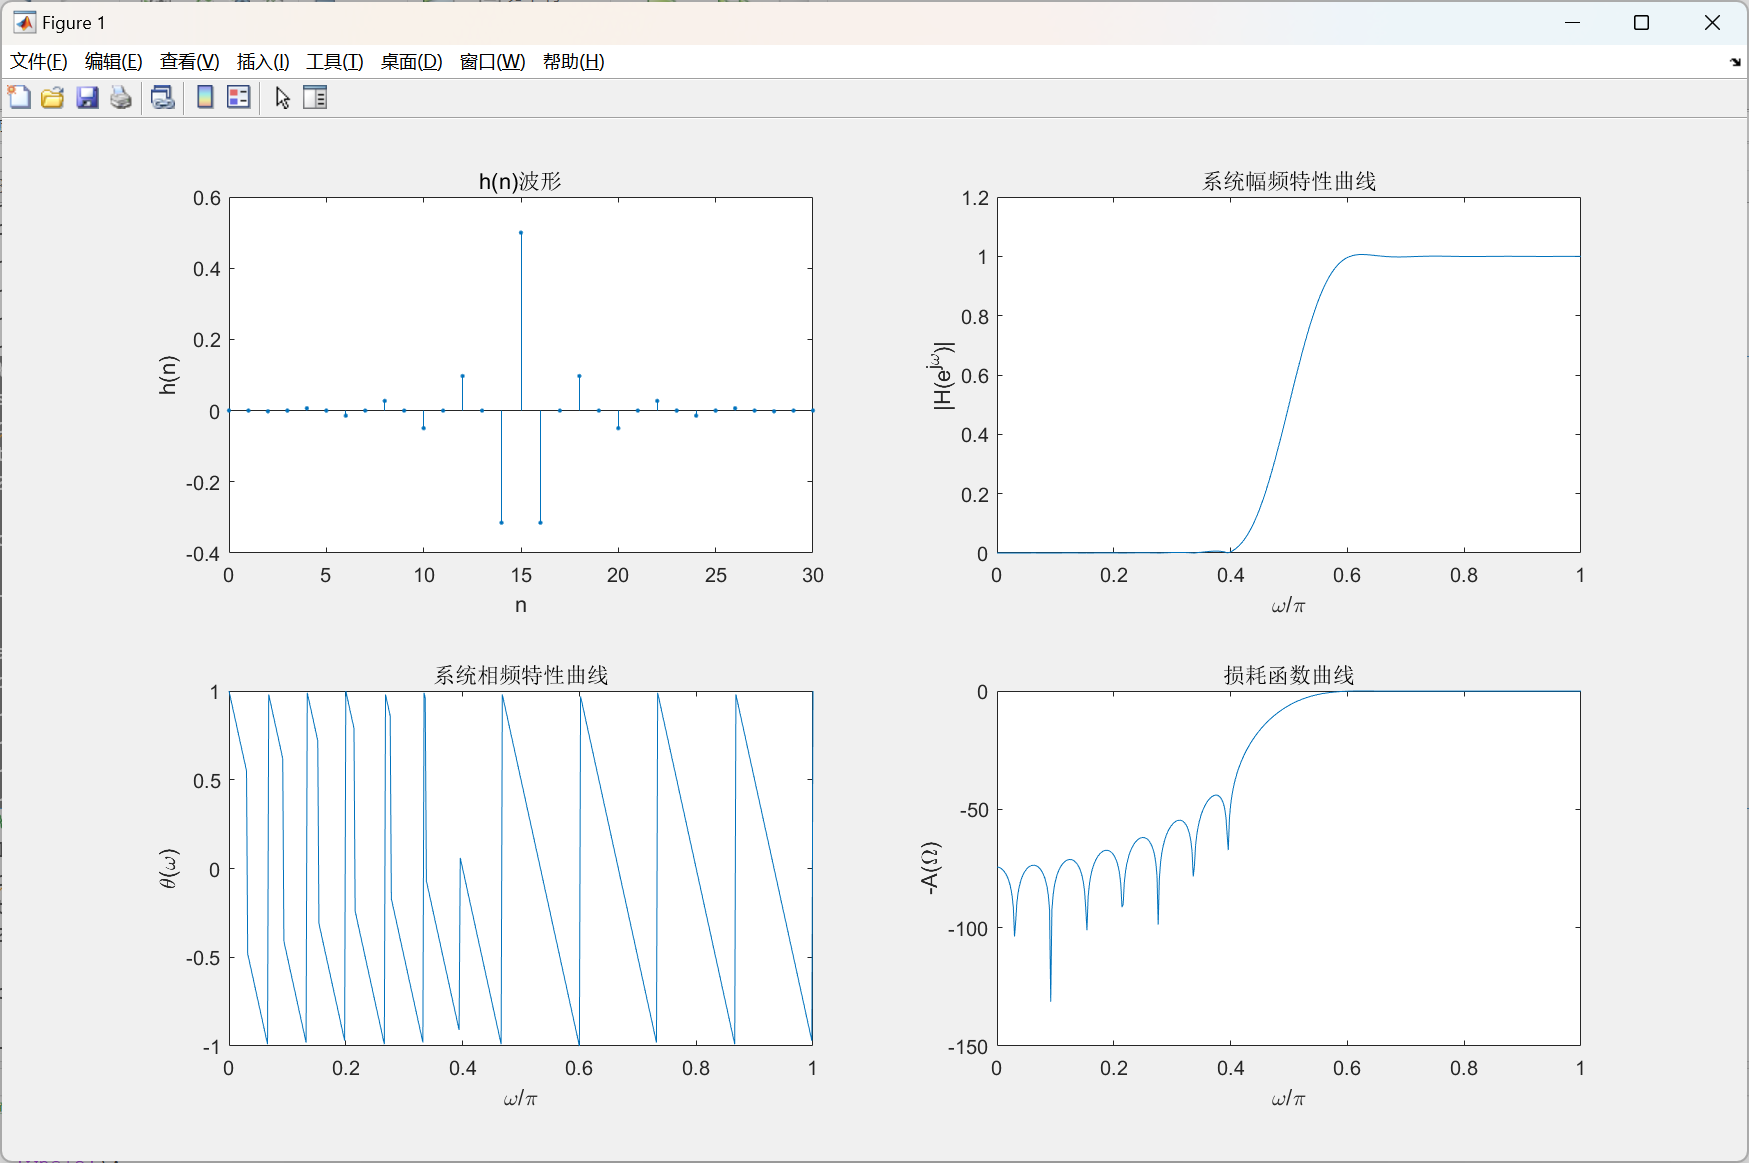 Figure 1
文件(F) 编辑(E) 查看(V) 插入(I) 工具(T) 桌面(D) 窗口(W) 帮助(H)
h(n)波形
0.6
0.4
0.2
0
-0.2
-0.4
h(n)
0 5 10 15 20 25 30
n
系统幅频特性曲线
1.2
1
0.8
0.6
0.4
0.2
0
|H(e^{jω})|
0 0.2 0.4 0.6 0.8 1
ω/π
系统相频特性曲线
1
0.5
0
-0.5
-1
θ(ω)
0 0.2 0.4 0.6 0.8 1
ω/π
损耗函数曲线
0
-50
-100
-150
-A(Ω)
0 0.2 0.4 0.6 0.8 1
ω/π